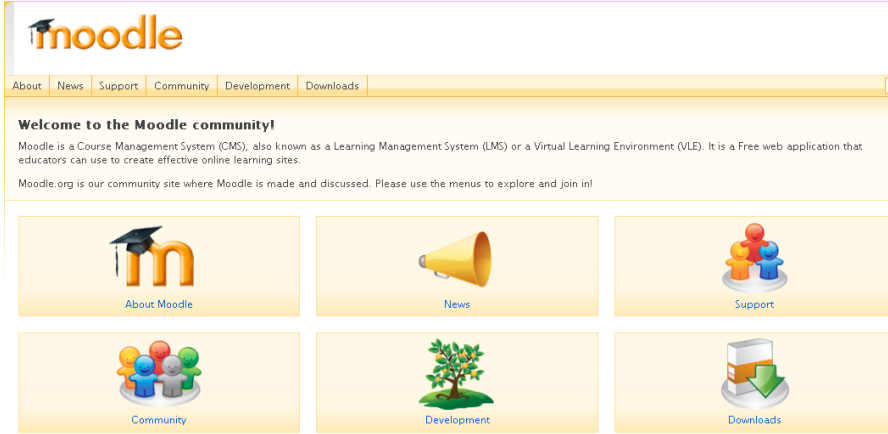 moodle
About News Support Community Development Downloads
Welcome to the Moodle community!
Moodle is a Course Management System (CMS), also known as a Learning Management System (LMS) or a Virtual Learning Environment (VLE). It is a Free web application that
educators can use to create effective online learning sites.
Moodle.org is our community site where Moodle is made and discussed. Please use the menus to explore and join in!
m
About Moodle
News
Support
Community
Development
Downloads